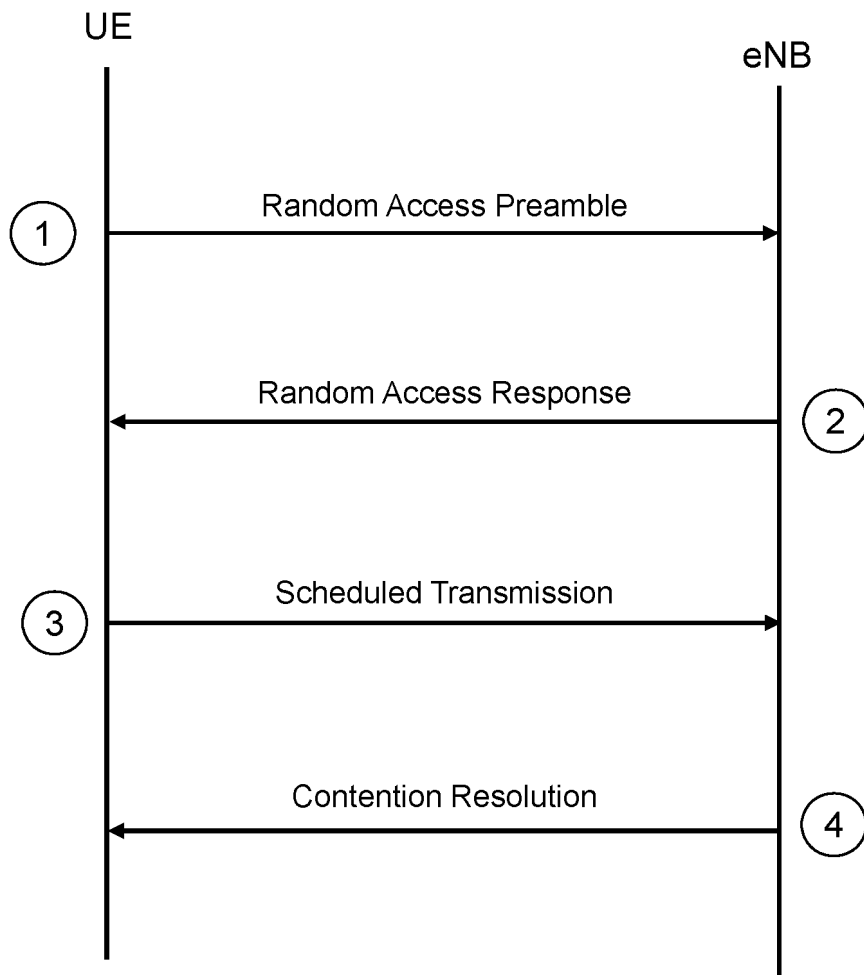 UE
eNB
Random Access Preamble
1
Random Access Response
2
Scheduled Transmission
3
Contention Resolution
4